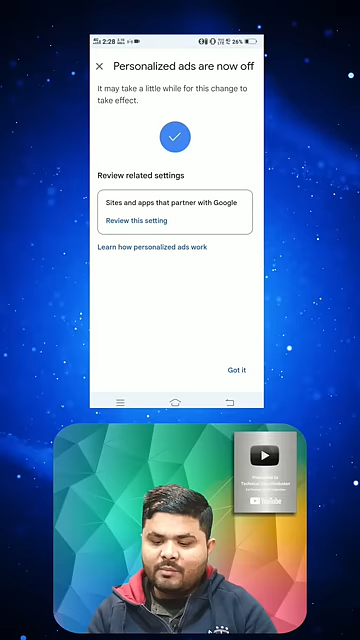 2:28
26%
Personalized ads are now off
It may take a little while for this change to
take effect.
Review related settings
Sites and apps that partner with Google
Review this setting
Learn how personalized ads work
Got it
YouTube